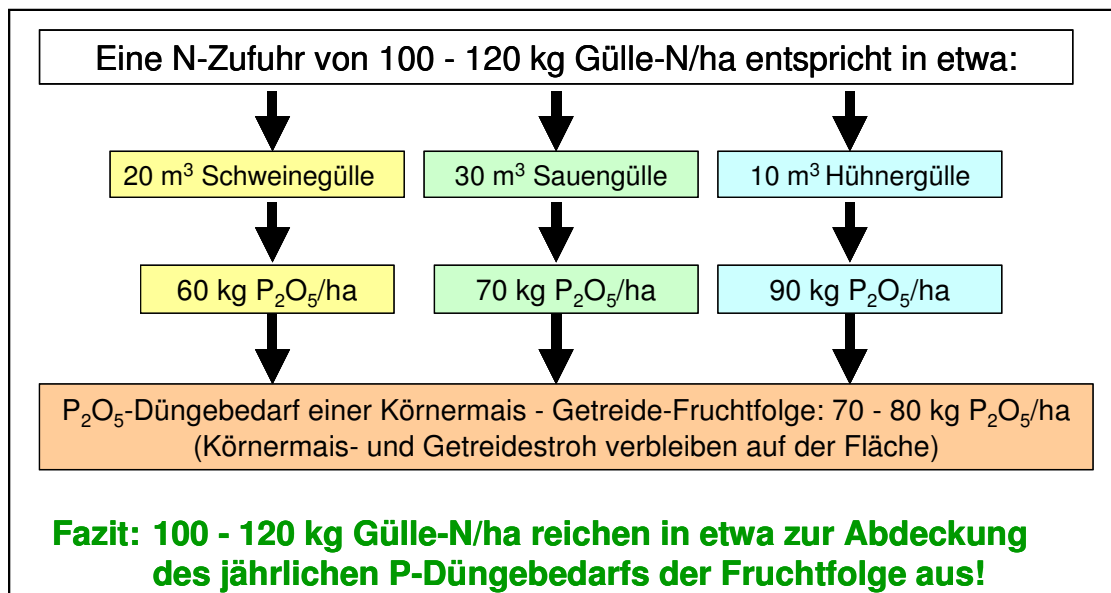 Eine N-Zufuhr von 100 - 120 kg Gülle-N/ha entspricht in etwa:
20 m³ Schweinegülle
30 m³ Sauengülle
10 m³ Hühnergülle
60 kg P₂O₅/ha
70 kg P₂O₅/ha
90 kg P₂O₅/ha
P₂O₅-Düngebedarf einer Körnermais - Getreide-Fruchtfolge: 70 - 80 kg P₂O₅/ha
(Körnermais- und Getreidestroh verbleiben auf der Fläche)
Fazit: 100 - 120 kg Gülle-N/ha reichen in etwa zur Abdeckung
des jährlichen P-Düngebedarfs der Fruchtfolge aus!